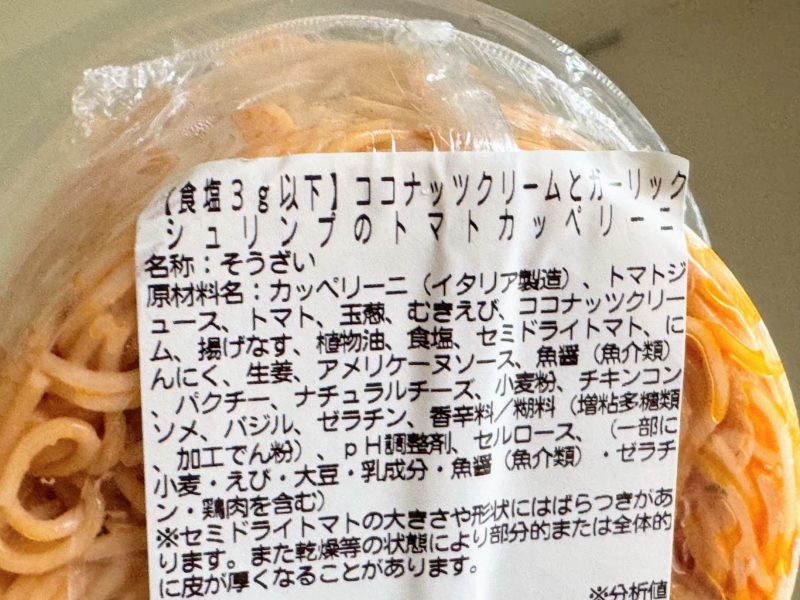 【食塩3g以下】ココナッツクリームとガーリック
シュリンプのトマトカッペリーニ
名称：そうざい
原材料名：カッペリーニ（イタリア製造）、トマトジ
ュース、トマト、玉葱、むきえび、ココナッツクリー
ム、揚げなす、植物油、食塩、セミドライトマト、に
んにく、生姜、アメリケーヌソース、魚醤（魚介類）
、パクチー、ナチュラルチーズ、小麦粉、チキンコン
ソメ、バジル、ゼラチン、香辛料／糊料（増粘多糖類
、加工でん粉）、pH調整剤、セルロース、（一部に
小麦・えび・大豆・乳成分・魚醤（魚介類）・ゼラチ
ン・鶏肉を含む）
※セミドライトマトの大きさや形状にはばらつきがあ
ります。また乾燥等の状態により部分的または全体的
に皮が厚くなることがあります。
※分析値